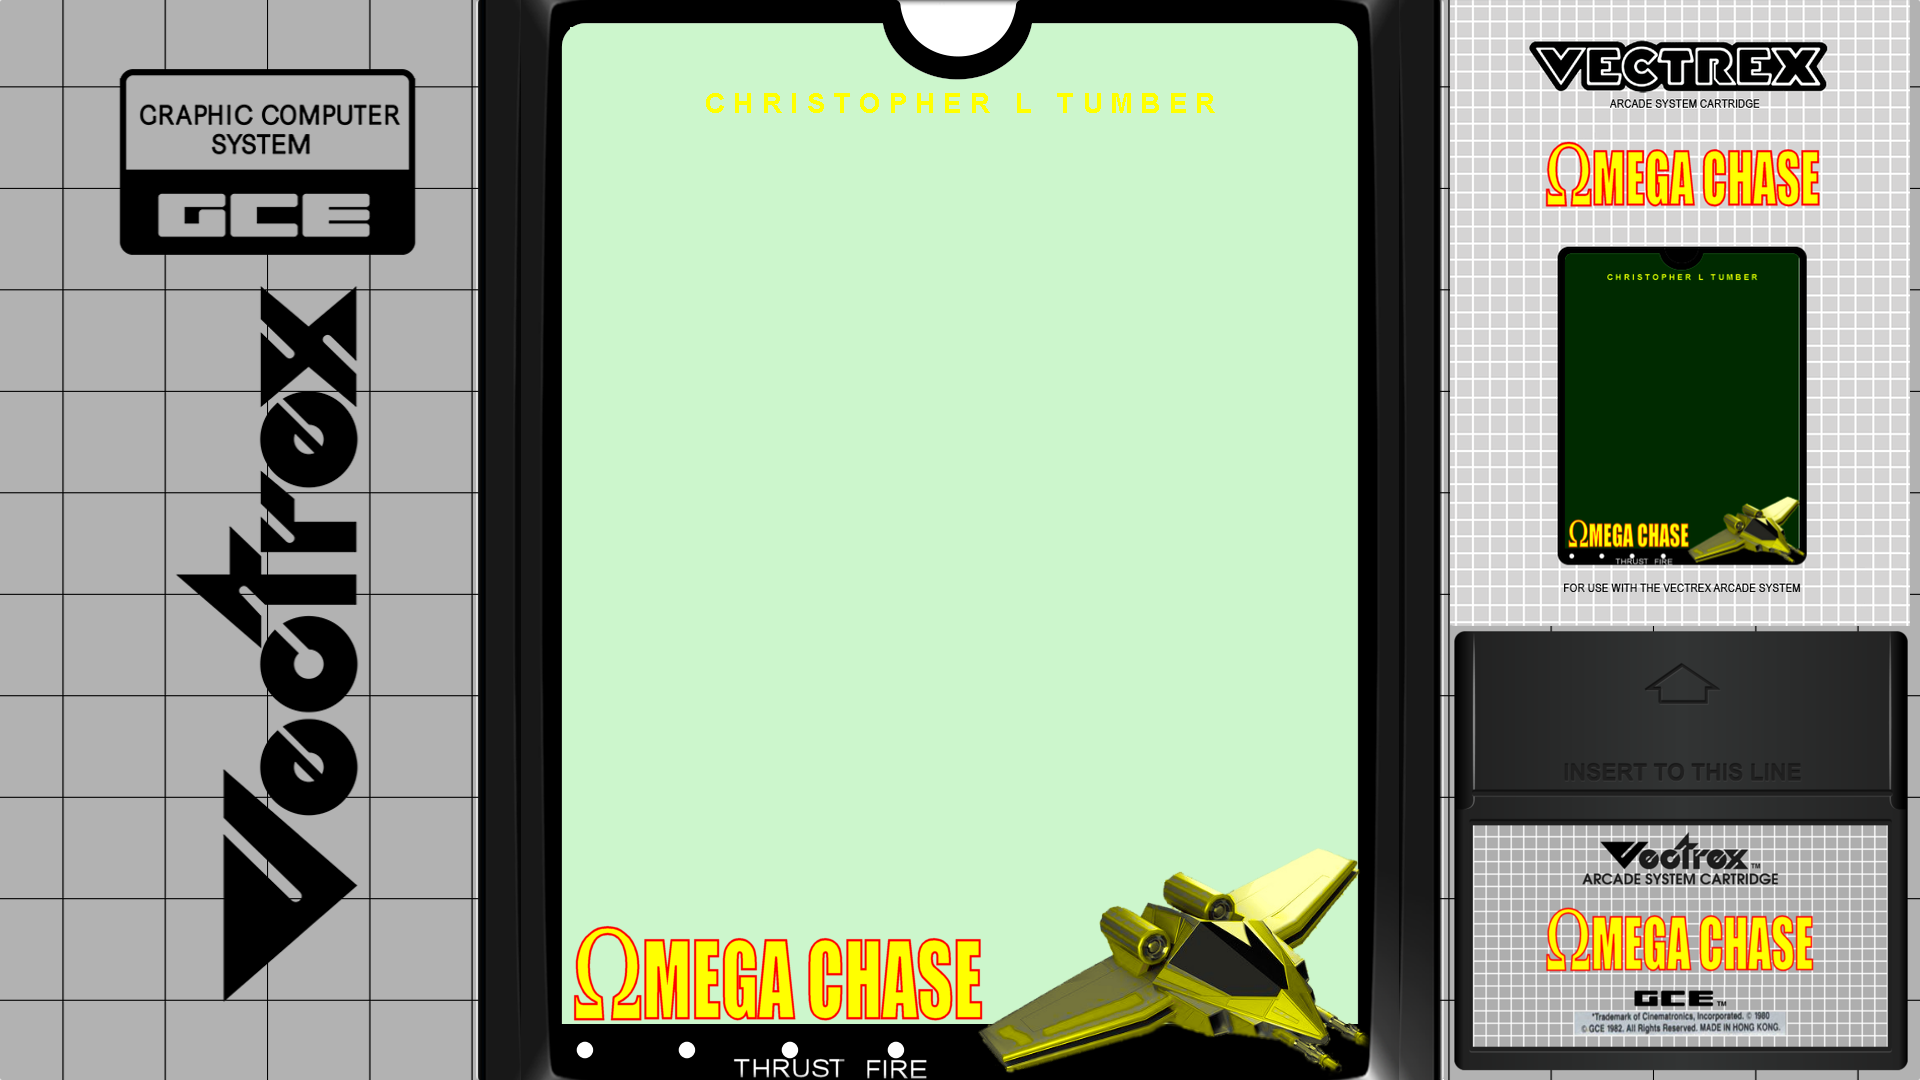 GRAPHIC COMPUTER
SYSTEM
GCE
Vectrex
CHRISTOPHER L TUMBER
ΩMEGA CHASE
THRUST FIRE
VECTREX
ARCADE SYSTEM CARTRIDGE
ΩMEGA CHASE
CHRISTOPHER L TUMBER
ΩMEGA CHASE
THRUST FIRE
FOR USE WITH THE VECTREX ARCADE SYSTEM
INSERT TO THIS LINE
Vectrex™
ARCADE SYSTEM CARTRIDGE
ΩMEGA CHASE
GCE™
*Trademark of Cinematronics, Incorporated. © 1980
© GCE 1982. All Rights Reserved. MADE IN HONG KONG.